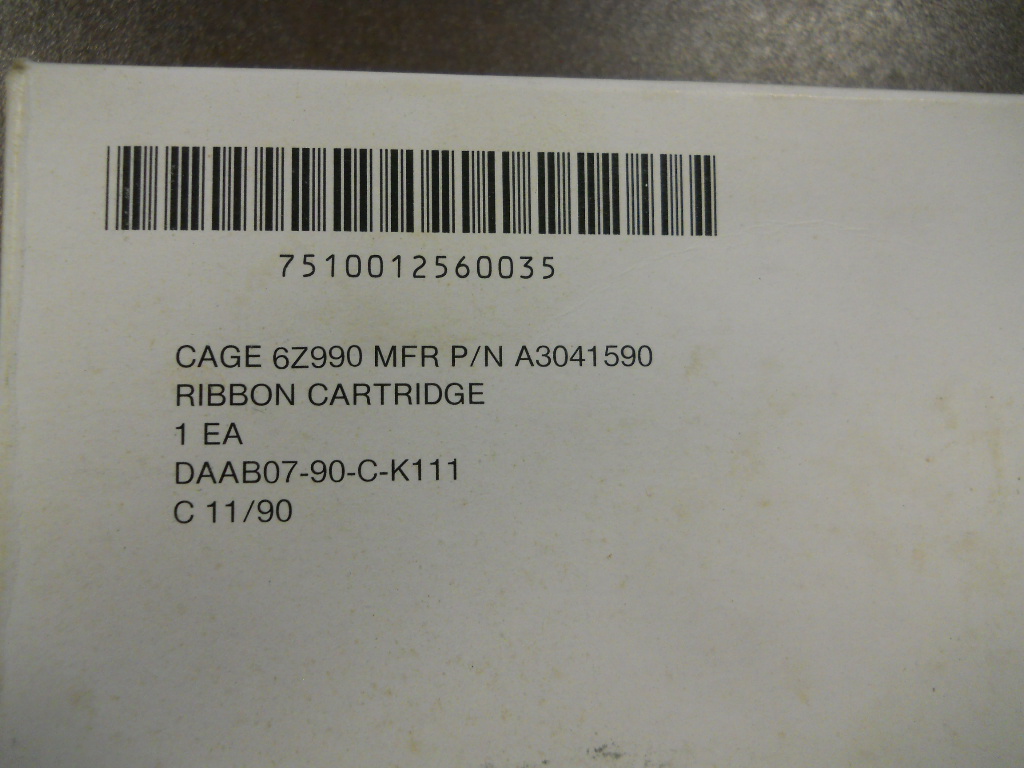 7510012560035
CAGE 6Z990 MFR P/N A3041590
RIBBON CARTRIDGE
1 EA
DAAB07-90-C-K111
C 11/90